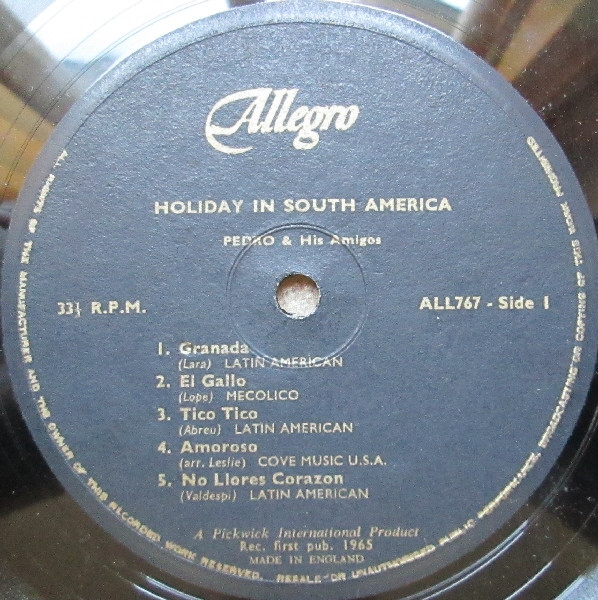 Allegro
HOLIDAY IN SOUTH AMERICA
PEDRO & His Amigos
33⅓ R.P.M.
ALL767 - Side 1
1. Granada
(Lara) LATIN AMERICAN
2. El Gallo
(Lope) MECOLICO
3. Tico Tico
(Abreu) LATIN AMERICAN
4. Amoroso
(arr. Leslie) COVE MUSIC U.S.A.
5. No Llores Corazon
(Valdespi) LATIN AMERICAN
A Pickwick International Product
Rec. first pub. 1965
MADE IN ENGLAND
ALL RIGHTS OF THE MANUFACTURER AND THE OWNER OF THIS RECORDED WORK RESERVED. RESALE OR UNAUTHORISED PUBLIC PERFORMANCE, BROADCASTING OR COPYING OF THIS WORK PROHIBITED